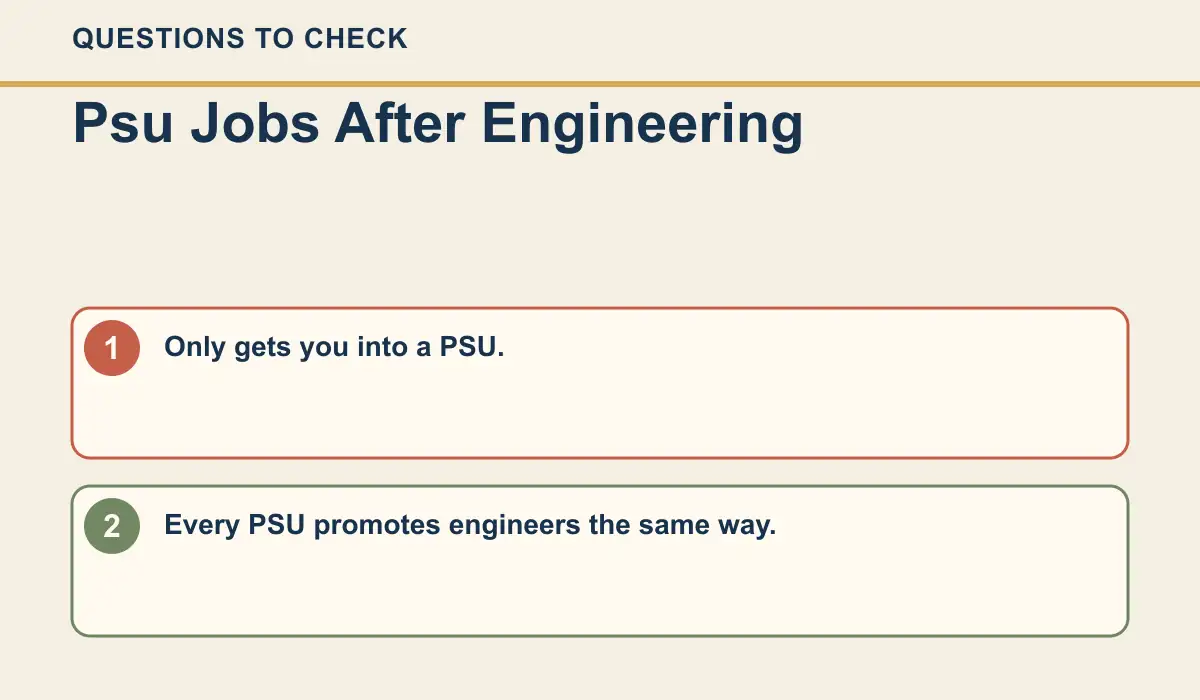 QUESTIONS TO CHECK
Psu Jobs After Engineering
1 Only gets you into a PSU.
2 Every PSU promotes engineers the same way.